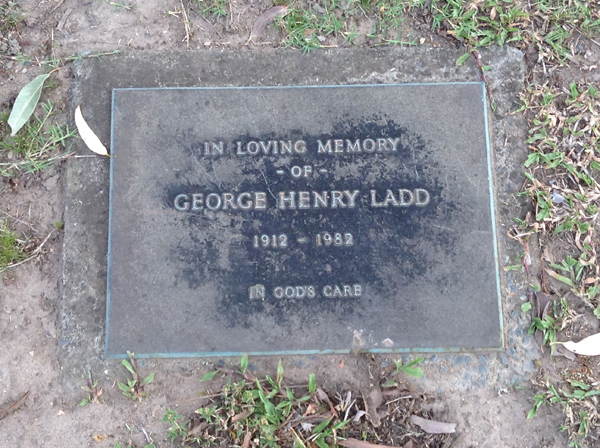 IN LOVING MEMORY
- OF -
GEORGE HENRY LADD
1912 - 1982
IN GOD'S CARE